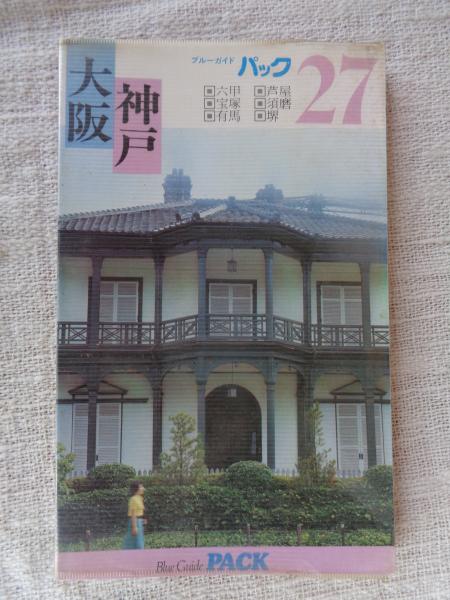 大阪
神戸
ブルーガイド パック
六甲 芦屋
宝塚 須磨
有馬 堺
27
Blue Guide PACK